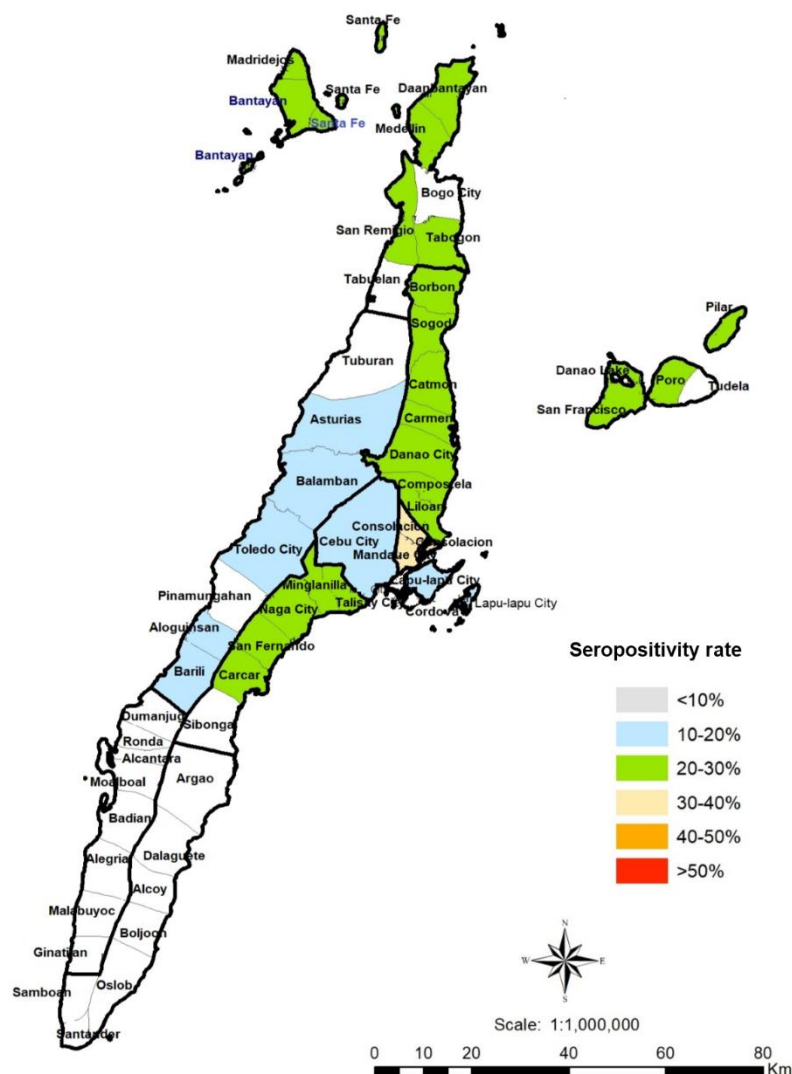 Santa Fe
Madridejos
Santa Fe
Daanbantayan
Bantayan
Santa Fe
Medellin
Bantayan
Bogo City
San Remigio
Tabogon
Tabuelan
Borbon
Sogod
Pilar
Tuburan
Danao Lake
Poro
Tudela
Catmon
San Francisco
Asturias
Carmen
Danao City
Balamban
Compostela
Liloan
Consolacion
Toledo City
Cebu City
Consolacion
Mandaue City
Minglanilla
Lapu-lapu City
Pinamungahan
Naga City
Talisay City
Cordova
Lapu-lapu City
Aloguinsan
San Fernando
Barili
Carcar
Dumanjug
Sibonga
Ronda
Alcantara
Argao
Moalboal
Badian
Alegria
Dalaguete
Alcoy
Malabuyoc
Boljoon
Ginatilan
Oslob
Samboan
Santander
Seropositivity rate
<10%
10-20%
20-30%
30-40%
40-50%
>50%
N
W
E
S
Scale: 1:1,000,000
0 10 20 40 60 80
Km